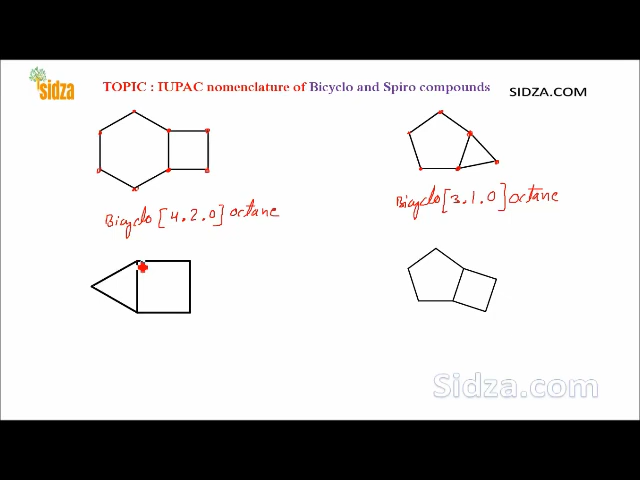 sidza
TOPIC : IUPAC nomenclature of Bicyclo and Spiro compounds
SIDZA.COM
Bicyclo [4.2.0] octane
Bicyclo [3.1.0] octane
Sidza.com